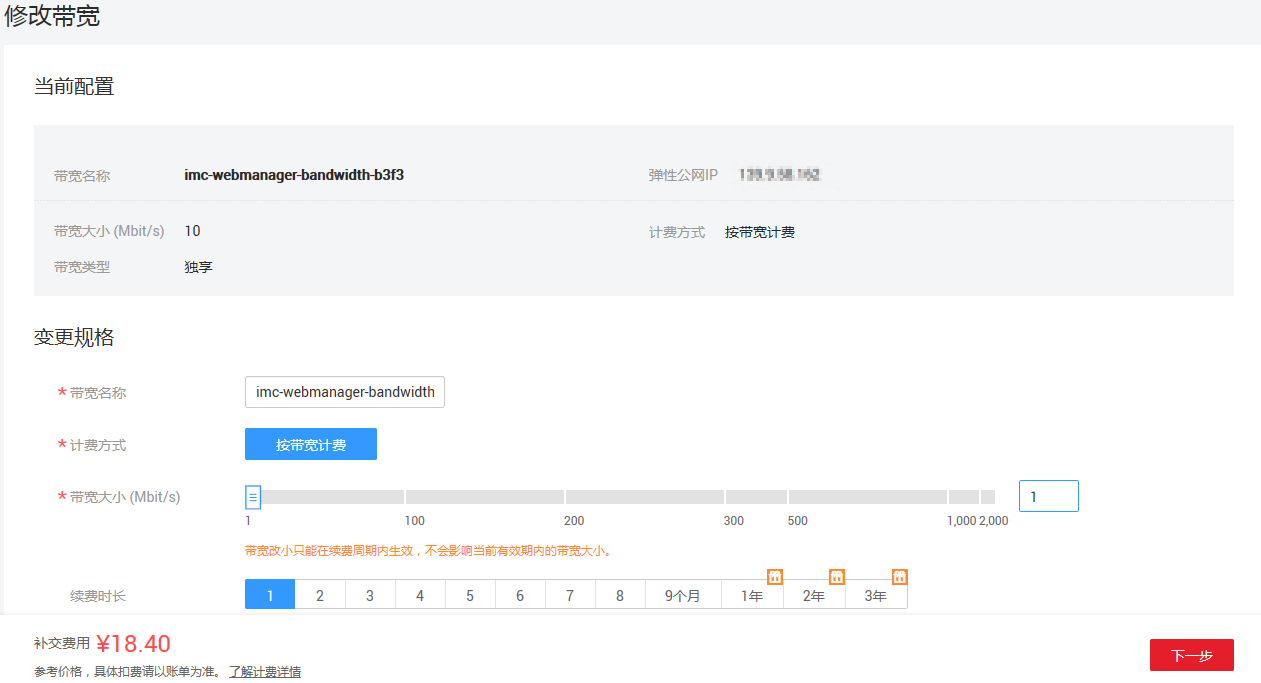 修改带宽
当前配置
带宽名称 imc-webmanager-bandwidth-b3f3 弹性公网IP
带宽大小 (Mbit/s) 10 计费方式 按带宽计费
带宽类型 独享
变更规格
* 带宽名称 imc-webmanager-bandwidth
* 计费方式 按带宽计费
* 带宽大小 (Mbit/s) 1
1 100 200 300 500 1,000 2,000
带宽改小只能在续费周期内生效，不会影响当前有效期内的带宽大小。
续费时长 1 2 3 4 5 6 7 8 9个月 1年 2年 3年
补交费用 ¥18.40
参考价格，具体扣费请以账单为准。 了解计费详情
下一步